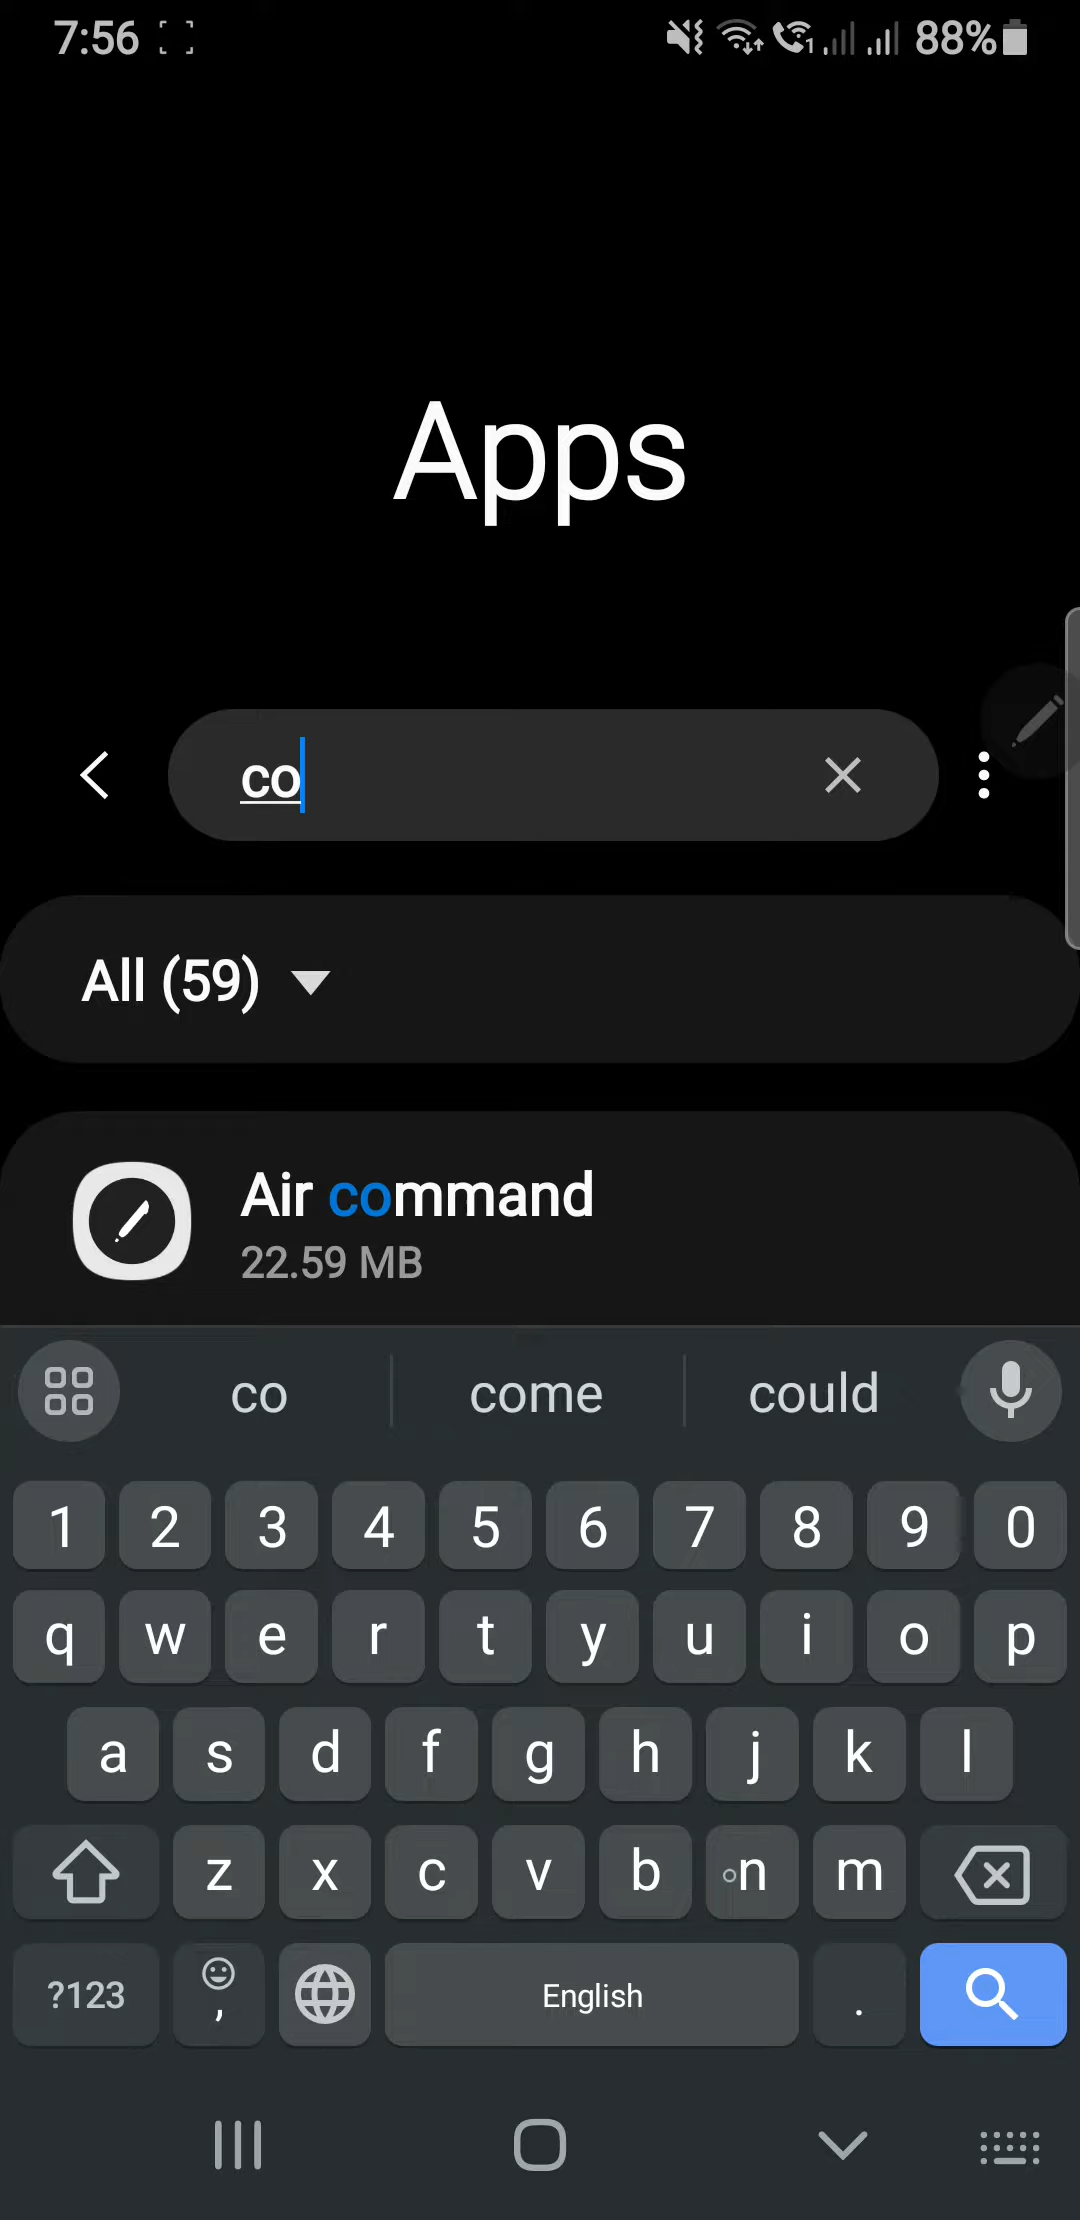 7:56
1
88%
Apps
co
All (59)
Air command
22.59 MB
co come could
1 2 3 4 5 6 7 8 9 0
q w e r t y u i o p
a s d f g h j k l
z x c v b n m
?123 , English .